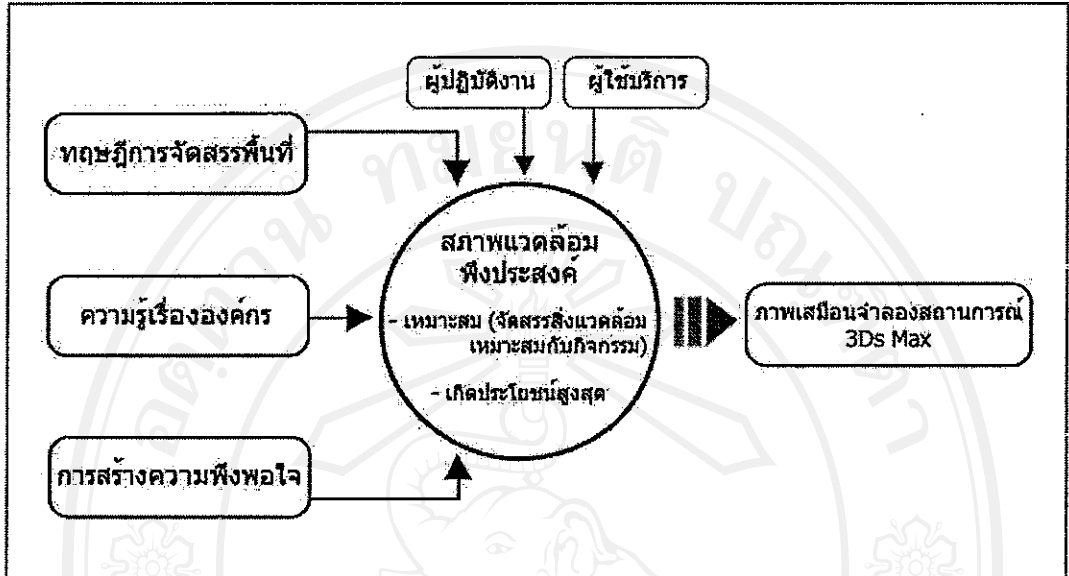 ผู้ปฏิบัติงาน
ผู้ใช้บริการ
ทฤษฎีการจัดสรรพื้นที่
สภาพแวดล้อม
พึงประสงค์
ความรู้เรื่ององค์กร
- เหมาะสม (จัดสรรสิ่งแวดล้อม
เหมาะสมกับกิจกรรม)
- เกิดประโยชน์สูงสุด
ภาพเสมือนจำลองสถานการณ์
3Ds Max
การสร้างความพึงพอใจ